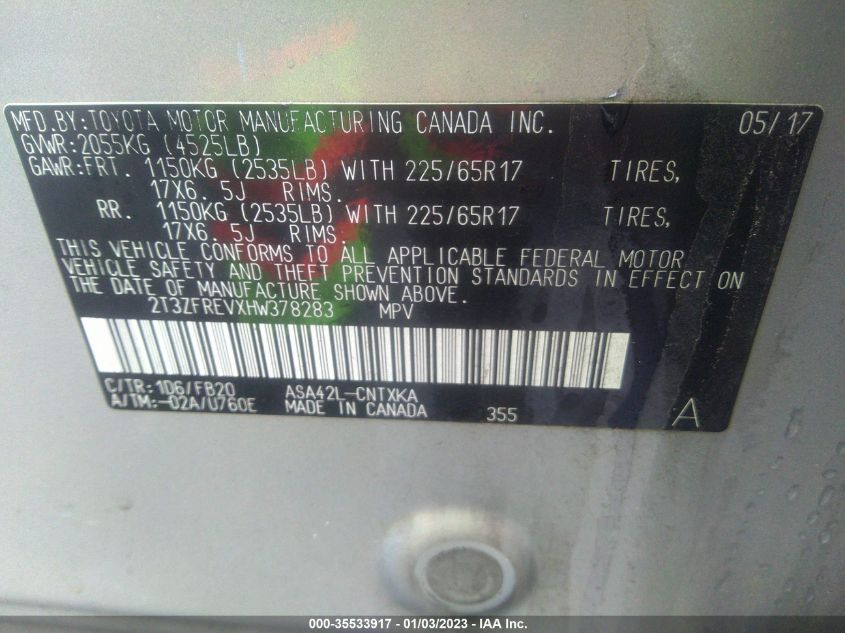 MFD.BY:TOYOTA MOTOR MANUFACTURING CANADA INC. 05/17
GVWR:2055KG (4525LB)
GAWR:FRT. 1150KG (2535LB) WITH 225/65R17 TIRES,
17X6. 5J RIMS.
RR. 1150KG (2535LB) WITH 225/65R17 TIRES,
17X6. 5J RIMS.
THIS VEHICLE CONFORMS TO ALL APPLICABLE FEDERAL MOTOR
VEHICLE SAFETY AND THEFT PREVENTION STANDARDS IN EFFECT ON
THE DATE OF MANUFACTURE SHOWN ABOVE.
2T3ZFREVXHW378283 MPV
C/TR:1D6/FB20 ASA42L-CNTXKA
A/TM:-02A/U760E MADE IN CANADA 355 A
000-35533917 - 01/03/2023 - IAA Inc.